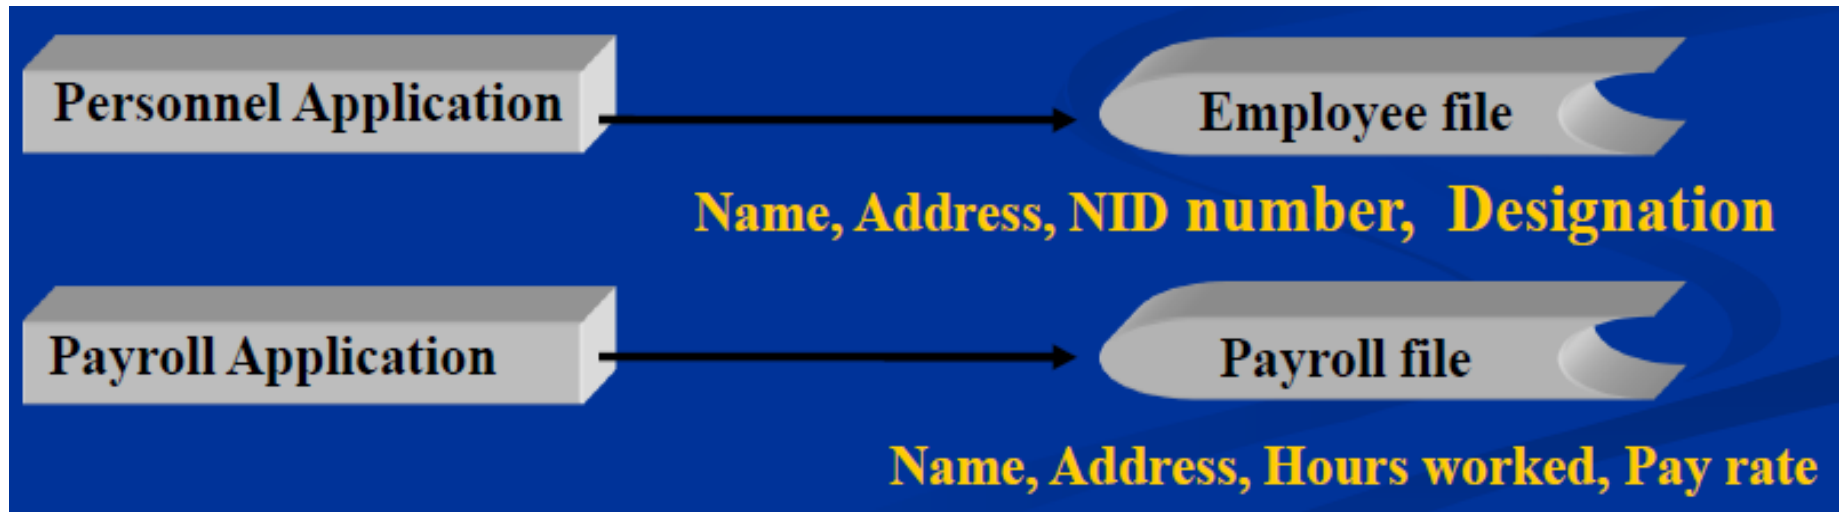 Personnel Application
Employee file
Name, Address, NID number, Designation
Payroll Application
Payroll file
Name, Address, Hours worked, Pay rate